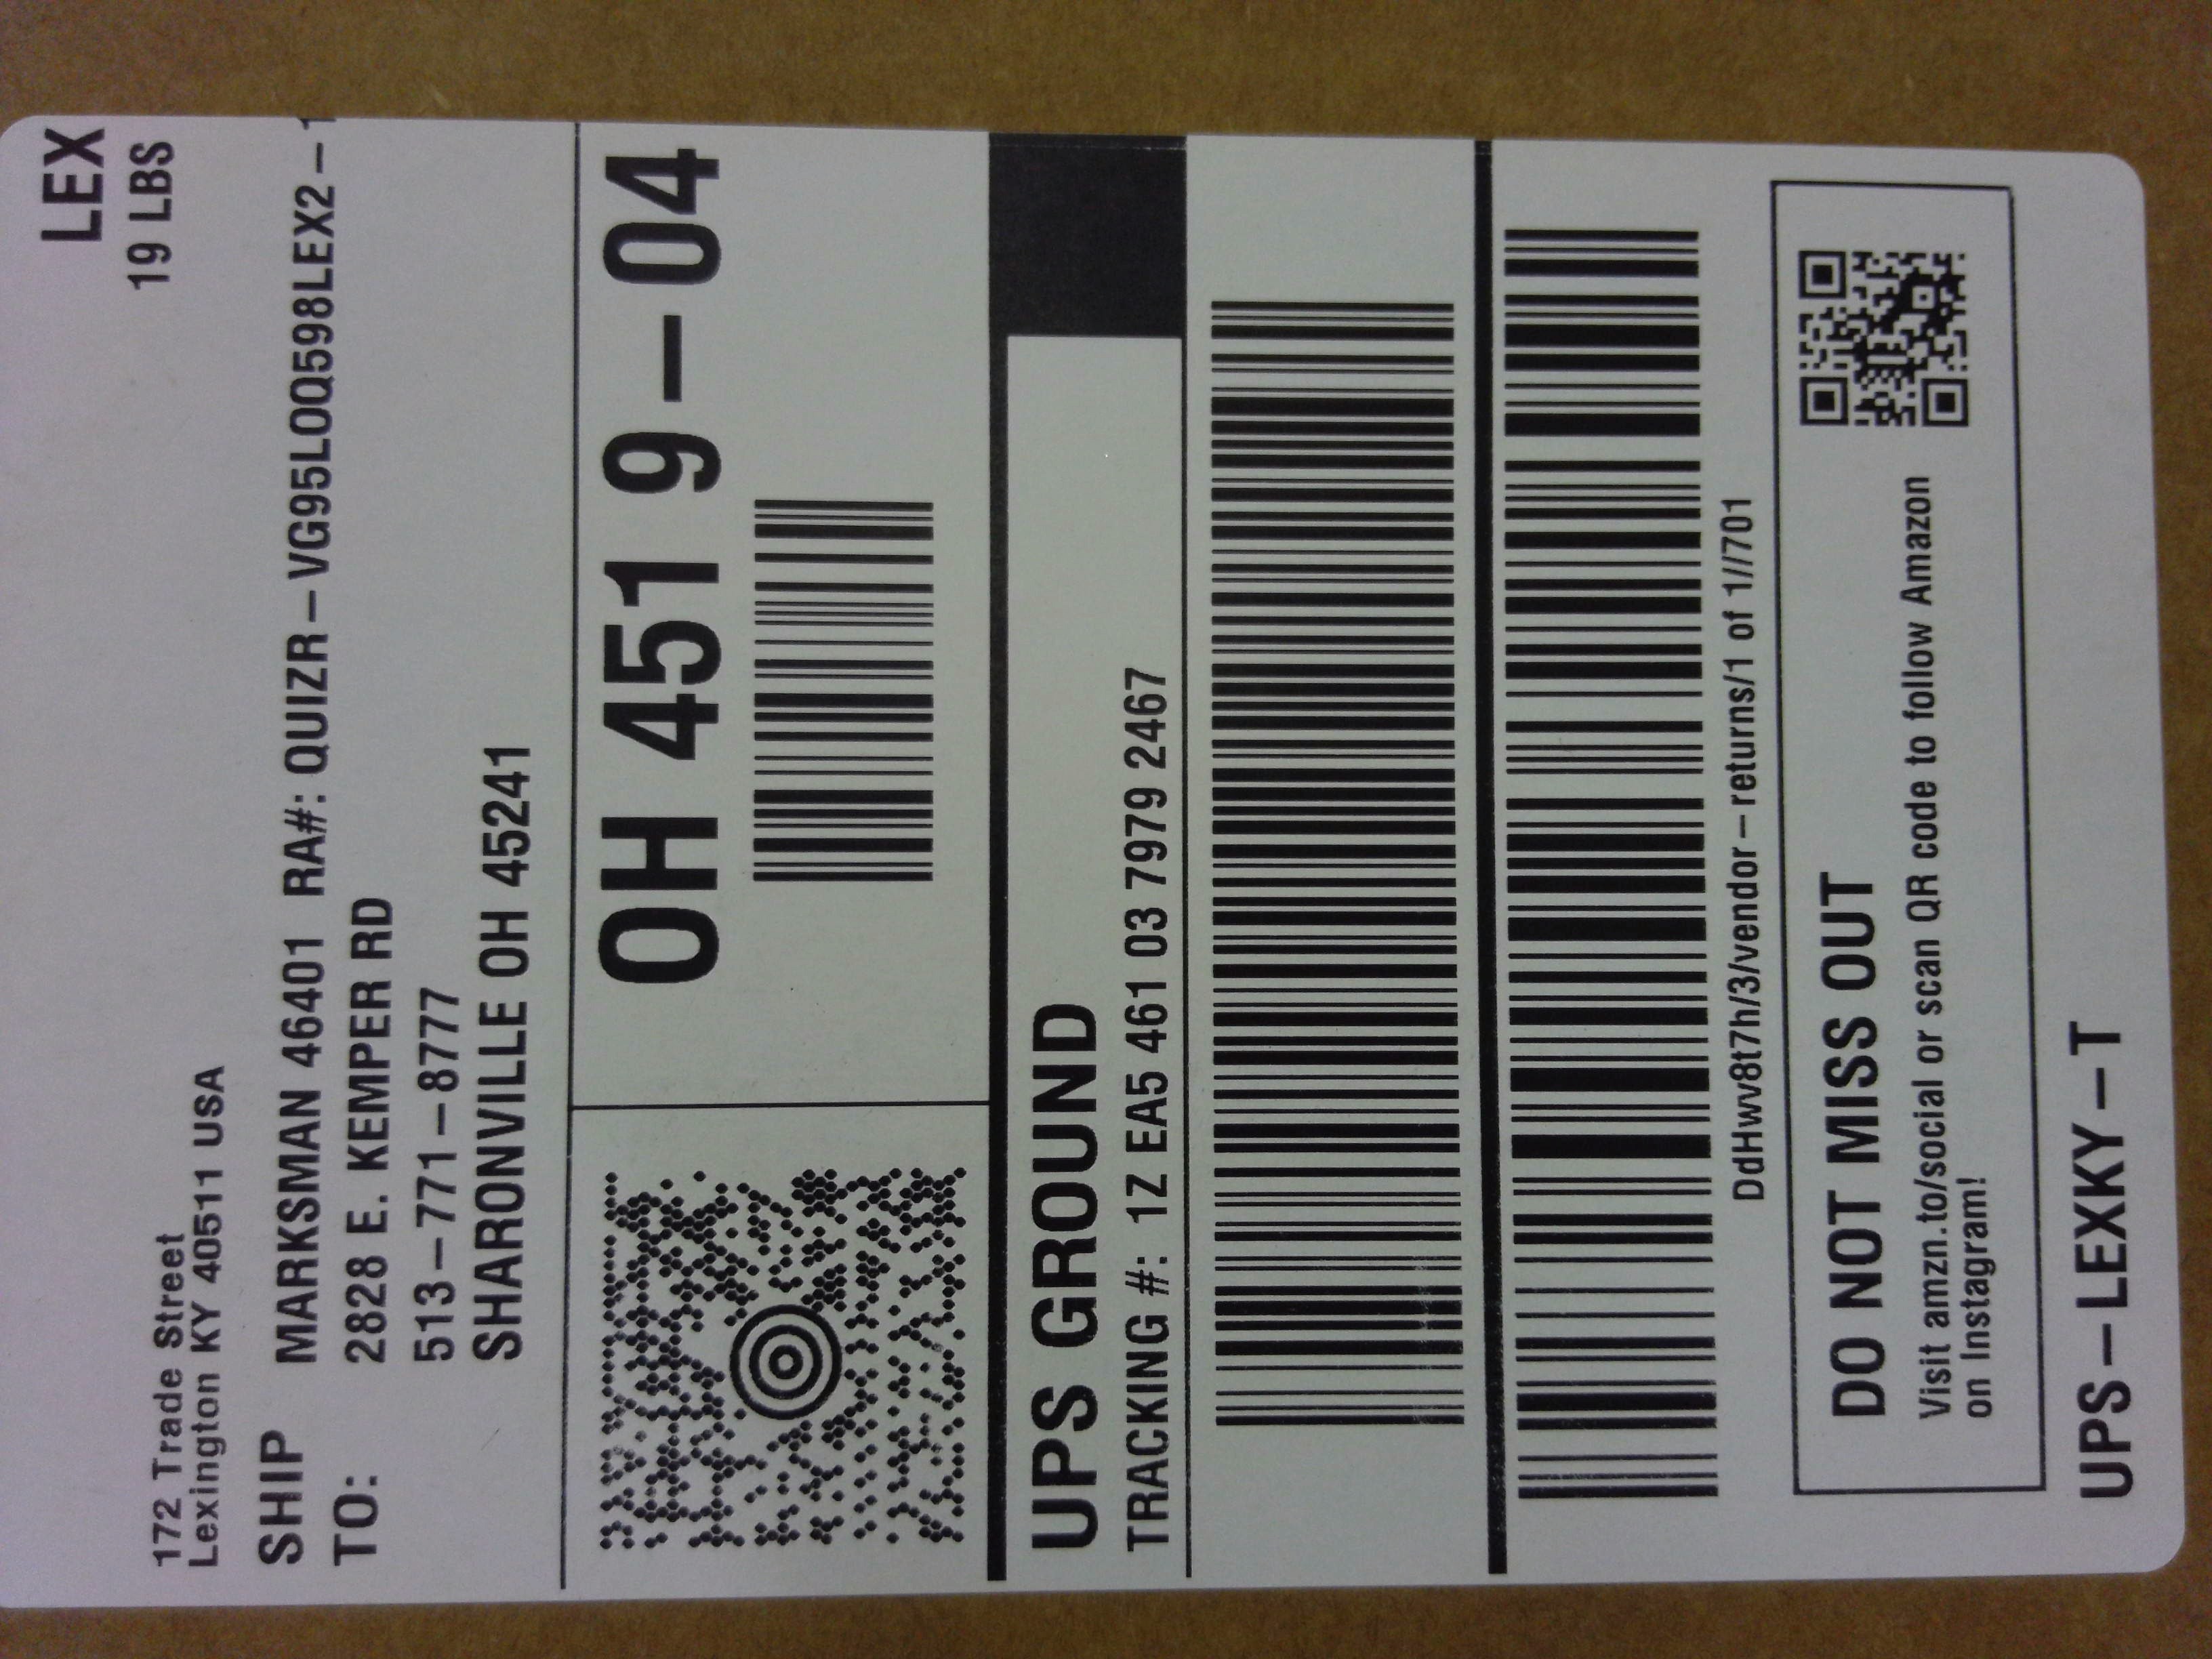 LEX
19 LBS
172 Trade Street
Lexington KY 40511 USA
SHIP
TO:
MARKSMAN 46401 RA#: QUIZR-VG95LOQ598LEX2-1
2828 E. KEMPER RD
513-771-8777
SHARONVILLE OH 45241
OH 451 9-04
UPS GROUND
TRACKING #: 1Z EA5 461 03 7979 2467
DdHwv8t7h/3/vendor-returns/1 of 1//701
DO NOT MISS OUT
Visit amzn.to/social or scan QR code to follow Amazon
on Instagram!
UPS-LEXKY-T